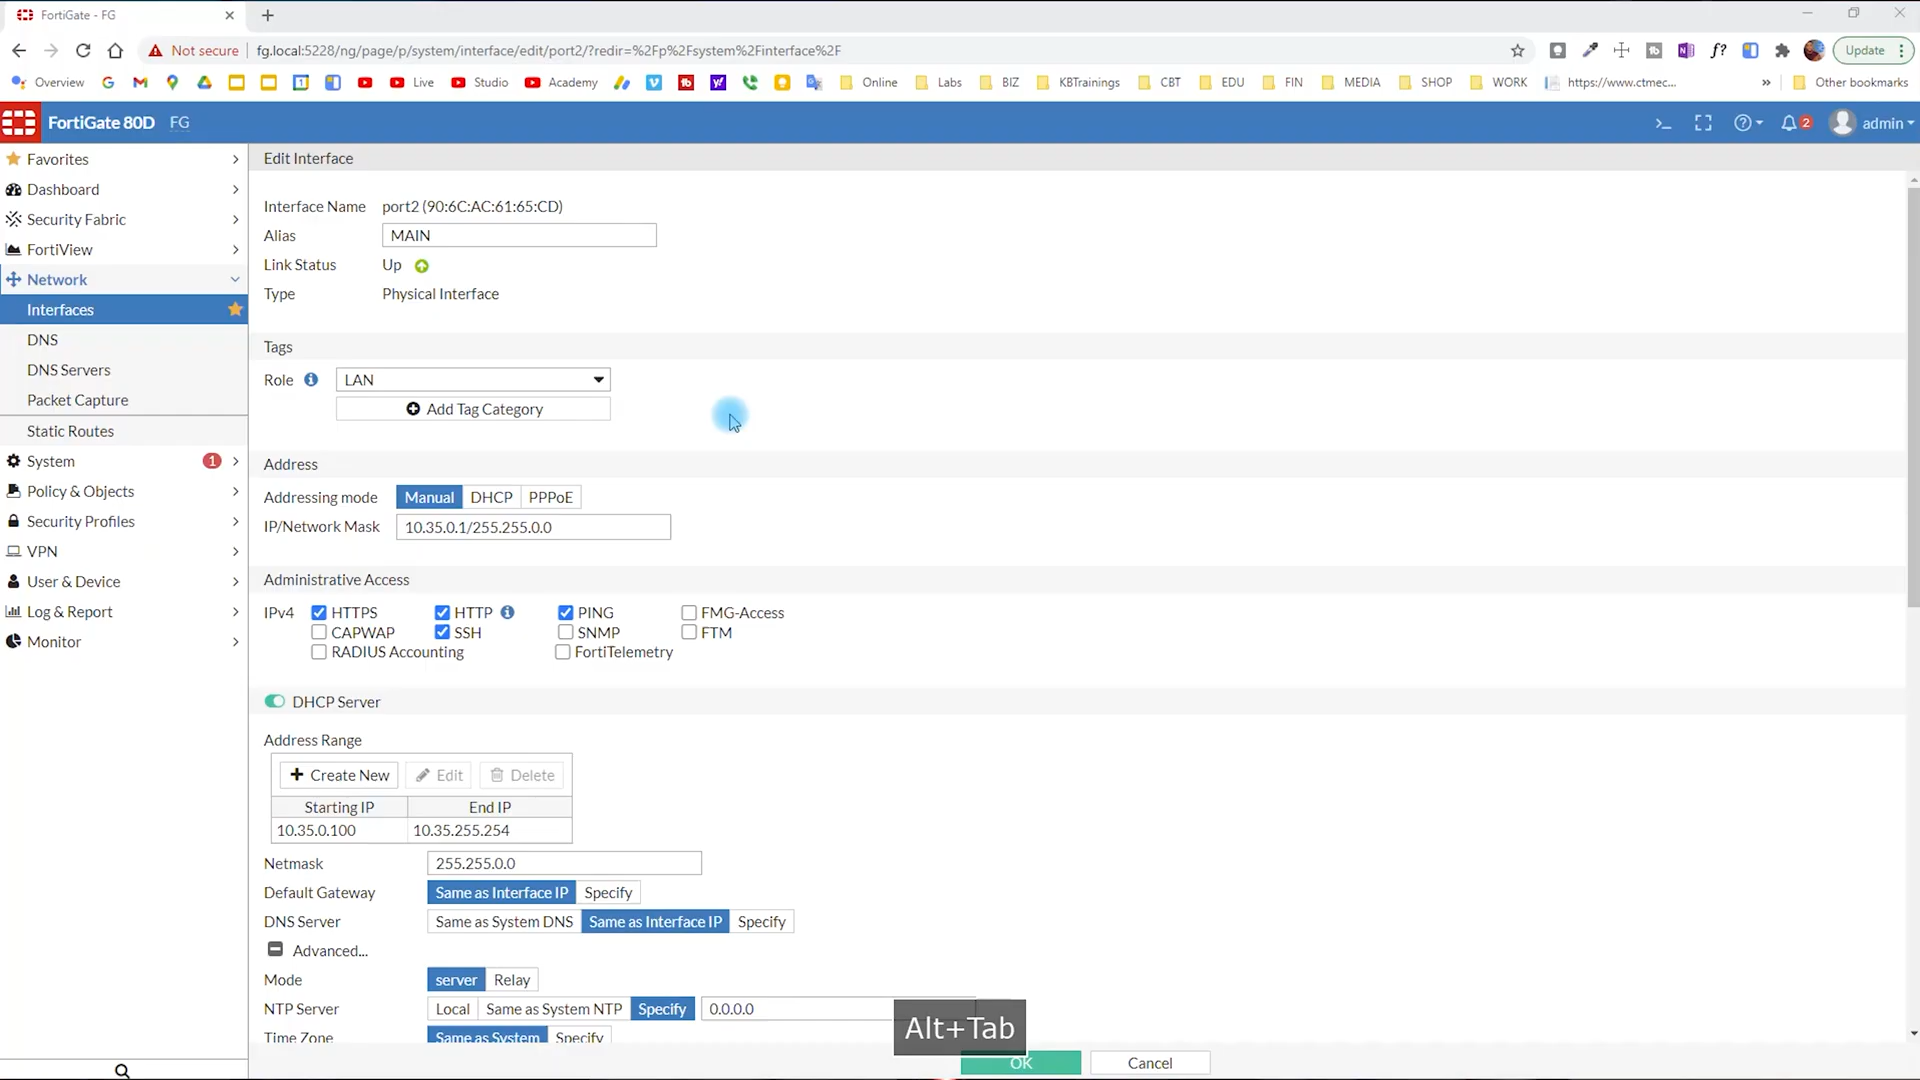 FortiGate - FG
Not secure fg.local:5228/ng/page/p/system/interface/edit/port2/?redir=%2Fp%2Fsystem%2Finterface%2F Update
Overview Live Studio Academy Online Labs BIZ KBTrainings CBT EDU FIN MEDIA SHOP WORK https://www.ctmec... » Other bookmarks
FortiGate 80D FG 2 admin
Favorites
Dashboard
Security Fabric
FortiView
Network
Interfaces
DNS
DNS Servers
Packet Capture
Static Routes
System 1
Policy & Objects
Security Profiles
VPN
User & Device
Log & Report
Monitor
Edit Interface
Interface Name port2 (90:6C:AC:61:65:CD)
Alias MAIN
Link Status Up
Type Physical Interface
Tags
Role LAN
Add Tag Category
Address
Addressing mode Manual DHCP PPPoE
IP/Network Mask 10.35.0.1/255.255.0.0
Administrative Access
IPv4 HTTPS HTTP PING FMG-Access
CAPWAP SSH SNMP FTM
RADIUS Accounting FortiTelemetry
DHCP Server
Address Range
Create New Edit Delete
Starting IP End IP
10.35.0.100 10.35.255.254
Netmask 255.255.0.0
Default Gateway Same as Interface IP Specify
DNS Server Same as System DNS Same as Interface IP Specify
Advanced...
Mode server Relay
NTP Server Local Same as System NTP Specify 0.0.0.0
Time Zone Same as System Specify
Alt+Tab
OK Cancel